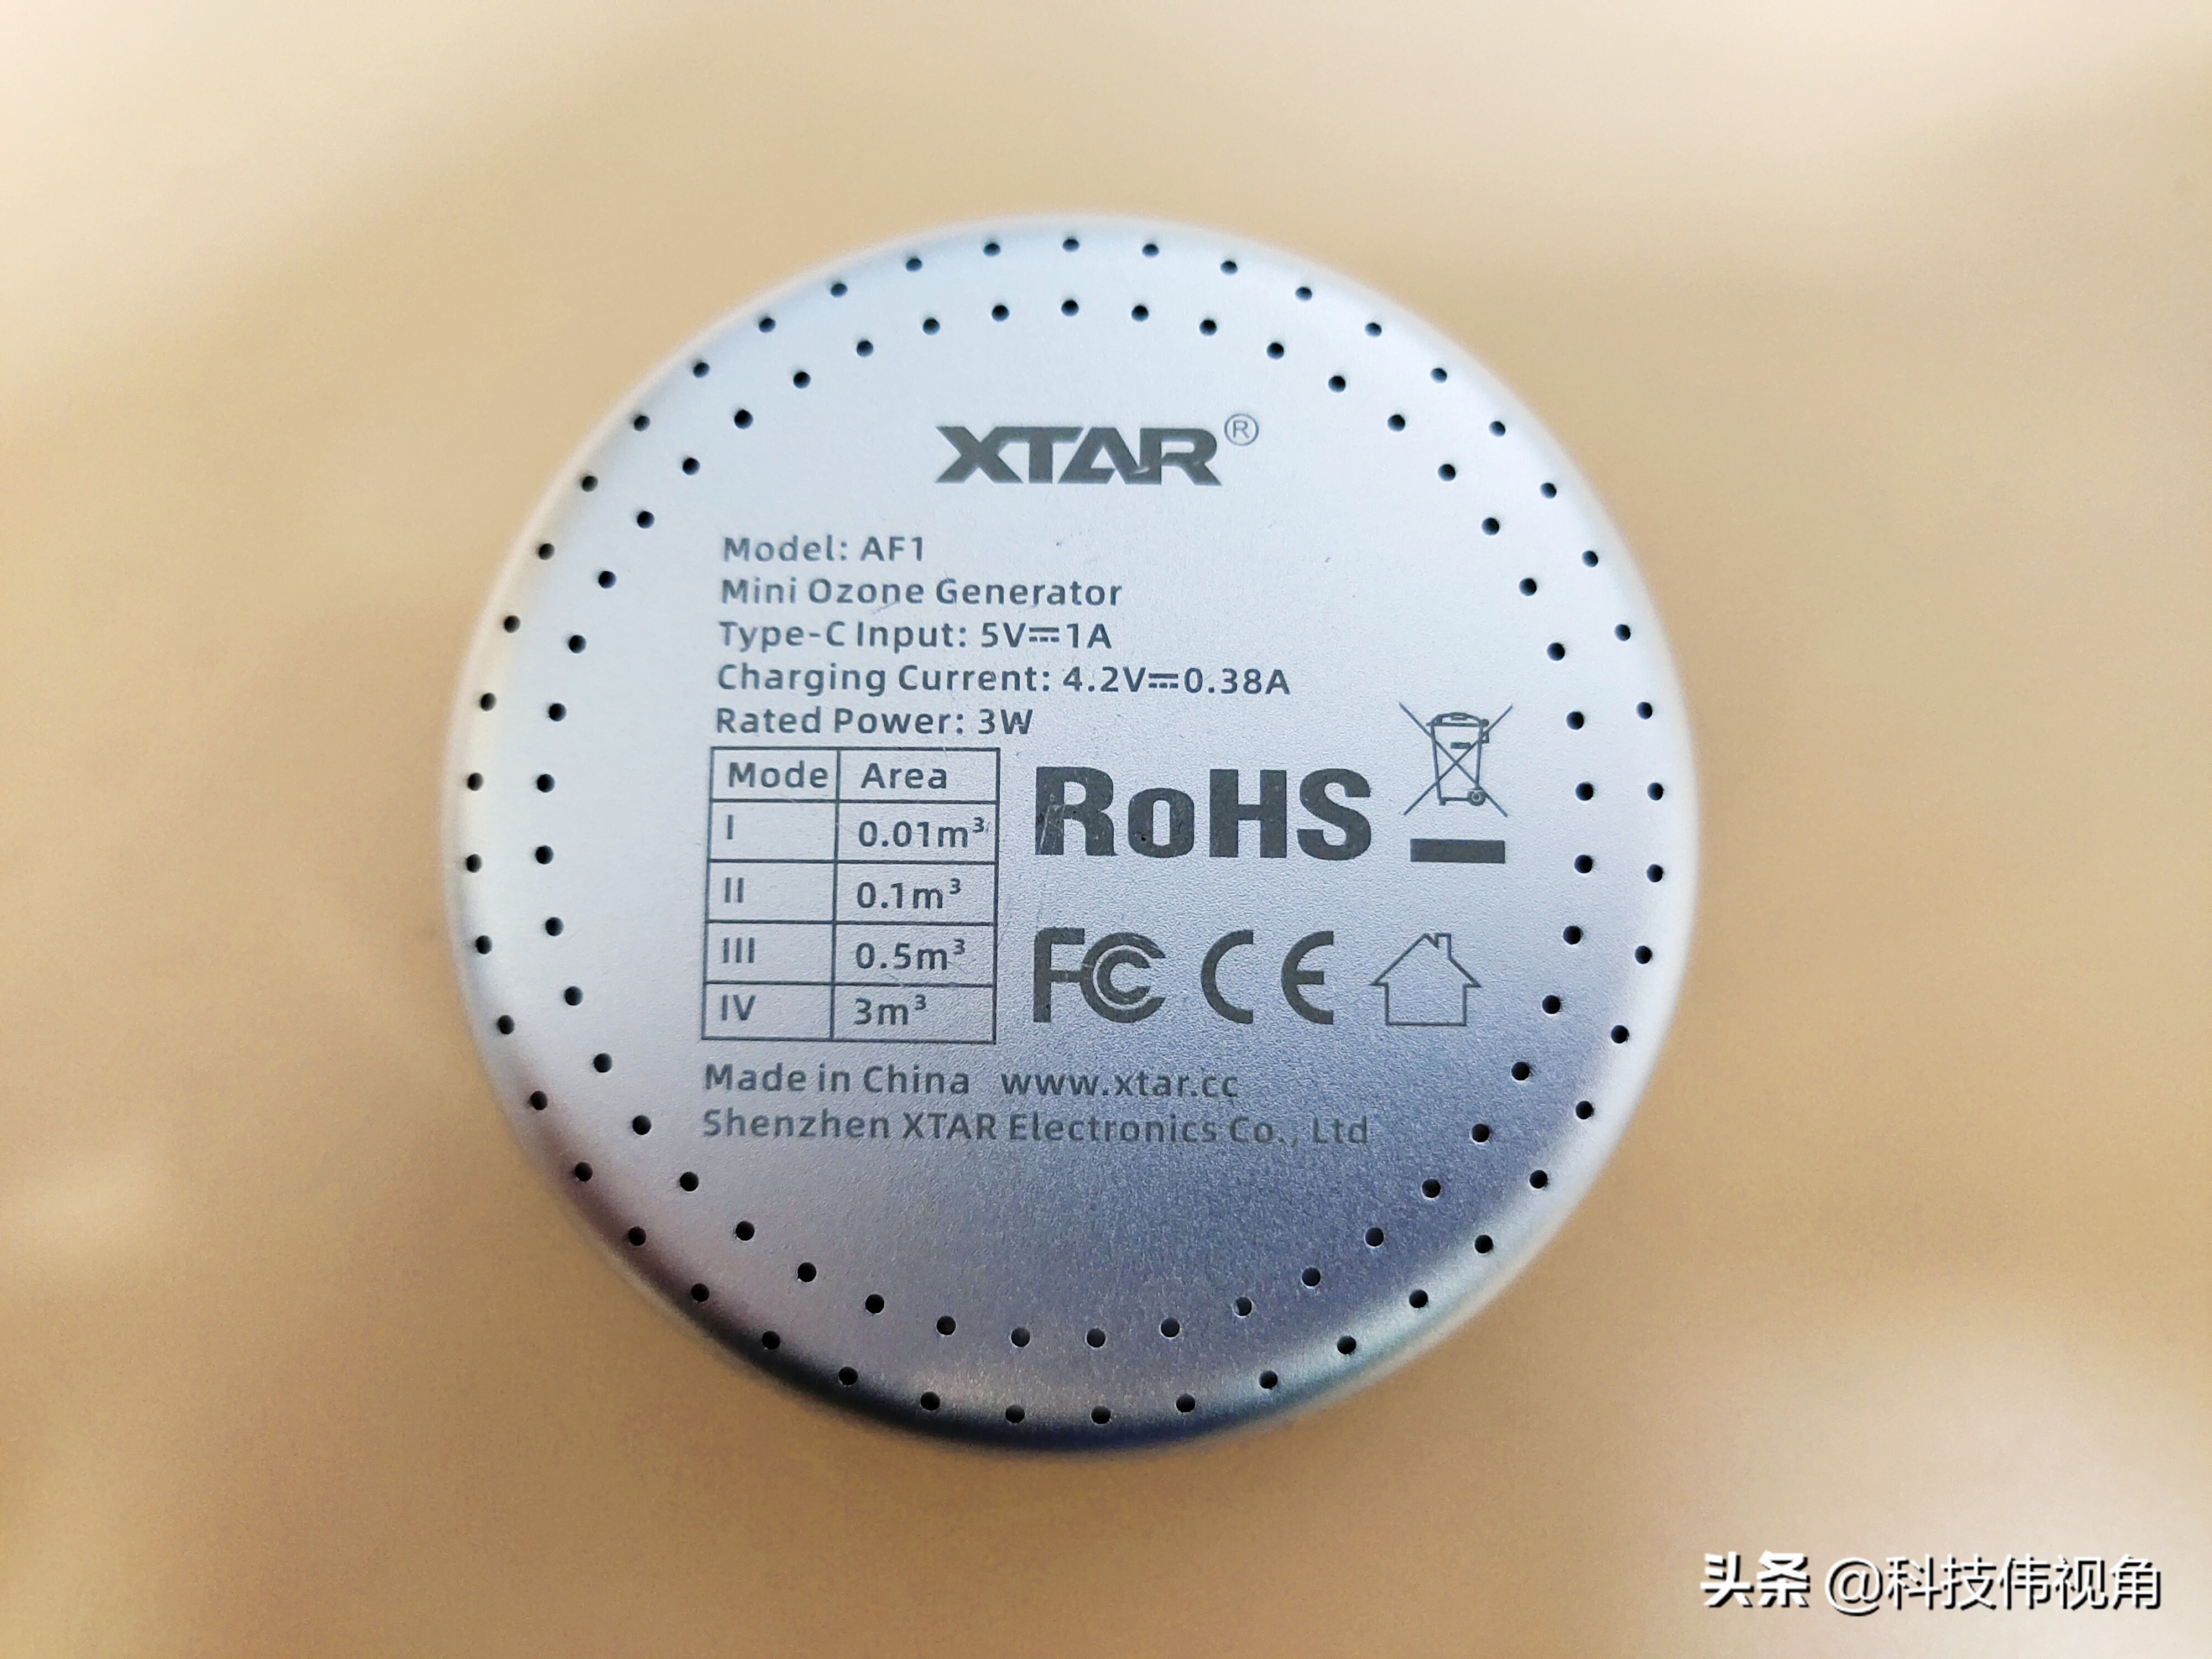 XTAR®
Model: AF1
Mini Ozone Generator
Type-C Input: 5V⎓1A
Charging Current: 4.2V⎓0.38A
Rated Power: 3W
Mode Area
I 0.01m³
II 0.1m³
III 0.5m³
IV 3m³
RoHS
FC CE
Made in China www.xtar.cc
Shenzhen XTAR Electronics Co., Ltd
头条 @科技伟视角